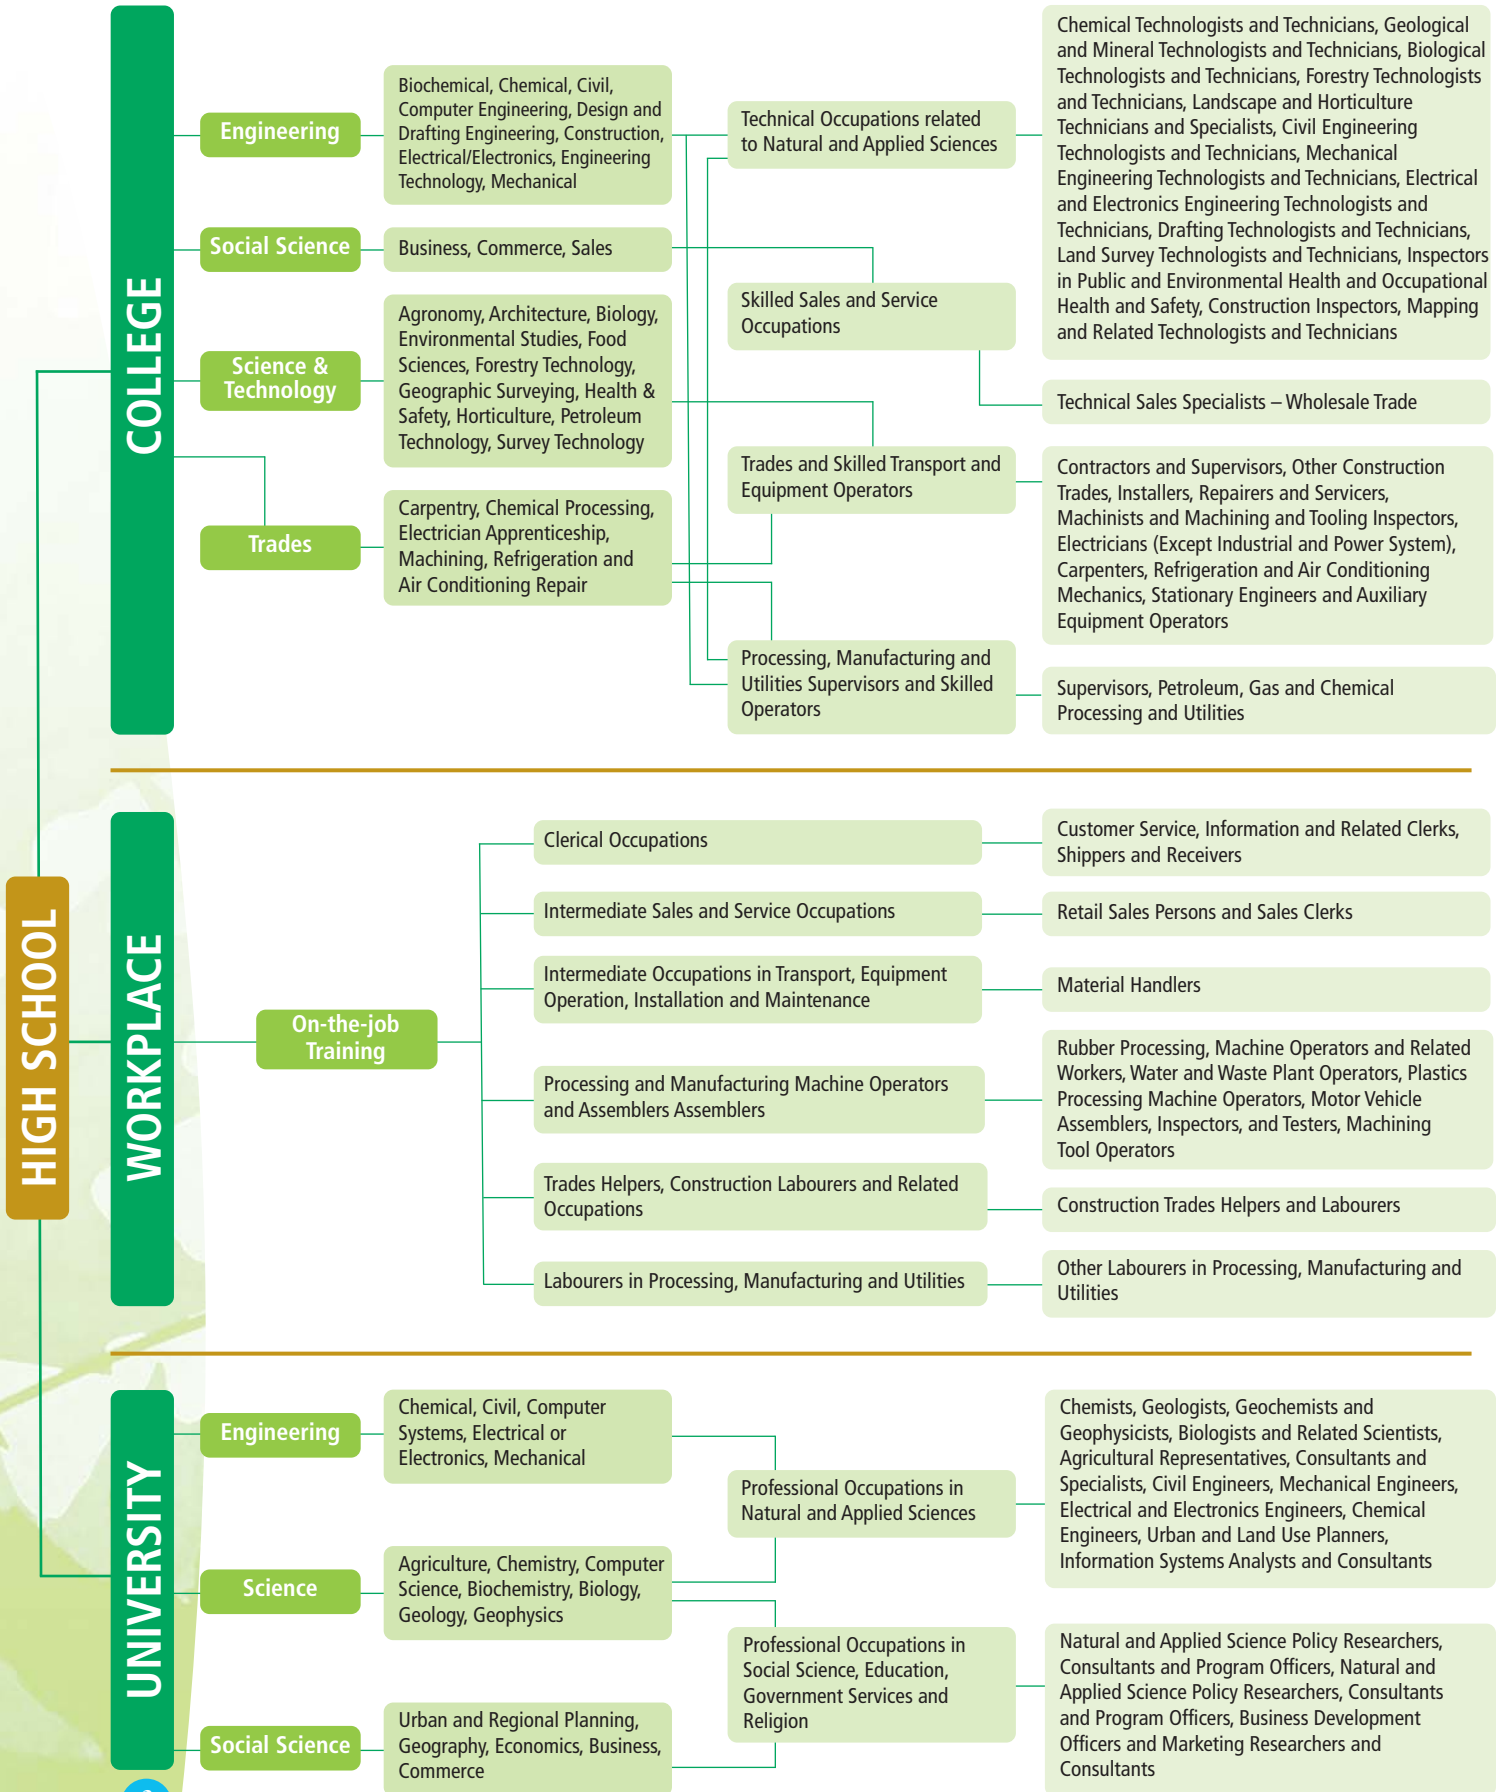 HIGH SCHOOL
COLLEGE
Engineering
Biochemical, Chemical, Civil,
Computer Engineering, Design and
Drafting Engineering, Construction,
Electrical/Electronics, Engineering
Technology, Mechanical
Social Science
Business, Commerce, Sales
Science &
Technology
Agronomy, Architecture, Biology,
Environmental Studies, Food
Sciences, Forestry Technology,
Geographic Surveying, Health &
Safety, Horticulture, Petroleum
Technology, Survey Technology
Trades
Carpentry, Chemical Processing,
Electrician Apprenticeship,
Machining, Refrigeration and
Air Conditioning Repair
Technical Occupations related
to Natural and Applied Sciences
Chemical Technologists and Technicians, Geological
and Mineral Technologists and Technicians, Biological
Technologists and Technicians, Forestry Technologists
and Technicians, Landscape and Horticulture
Technicians and Specialists, Civil Engineering
Technologists and Technicians, Mechanical
Engineering Technologists and Technicians, Electrical
and Electronics Engineering Technologists and
Technicians, Drafting Technologists and Technicians,
Land Survey Technologists and Technicians, Inspectors
in Public and Environmental Health and Occupational
Health and Safety, Construction Inspectors, Mapping
and Related Technologists and Technicians
Skilled Sales and Service
Occupations
Technical Sales Specialists – Wholesale Trade
Trades and Skilled Transport and
Equipment Operators
Contractors and Supervisors, Other Construction
Trades, Installers, Repairers and Servicers,
Machinists and Machining and Tooling Inspectors,
Electricians (Except Industrial and Power System),
Carpenters, Refrigeration and Air Conditioning
Mechanics, Stationary Engineers and Auxiliary
Equipment Operators
Processing, Manufacturing and
Utilities Supervisors and Skilled
Operators
Supervisors, Petroleum, Gas and Chemical
Processing and Utilities
WORKPLACE
On-the-job
Training
Clerical Occupations
Customer Service, Information and Related Clerks,
Shippers and Receivers
Intermediate Sales and Service Occupations
Retail Sales Persons and Sales Clerks
Intermediate Occupations in Transport, Equipment
Operation, Installation and Maintenance
Material Handlers
Processing and Manufacturing Machine Operators
and Assemblers Assemblers
Rubber Processing, Machine Operators and Related
Workers, Water and Waste Plant Operators, Plastics
Processing Machine Operators, Motor Vehicle
Assemblers, Inspectors, and Testers, Machining
Tool Operators
Trades Helpers, Construction Labourers and Related
Occupations
Construction Trades Helpers and Labourers
Labourers in Processing, Manufacturing and Utilities
Other Labourers in Processing, Manufacturing and
Utilities
UNIVERSITY
Engineering
Chemical, Civil, Computer
Systems, Electrical or
Electronics, Mechanical
Science
Agriculture, Chemistry, Computer
Science, Biochemistry, Biology,
Geology, Geophysics
Social Science
Urban and Regional Planning,
Geography, Economics, Business,
Commerce
Professional Occupations in
Natural and Applied Sciences
Chemists, Geologists, Geochemists and
Geophysicists, Biologists and Related Scientists,
Agricultural Representatives, Consultants and
Specialists, Civil Engineers, Mechanical Engineers,
Electrical and Electronics Engineers, Chemical
Engineers, Urban and Land Use Planners,
Information Systems Analysts and Consultants
Professional Occupations in
Social Science, Education,
Government Services and
Religion
Natural and Applied Science Policy Researchers,
Consultants and Program Officers, Natural and
Applied Science Policy Researchers, Consultants
and Program Officers, Business Development
Officers and Marketing Researchers and
Consultants